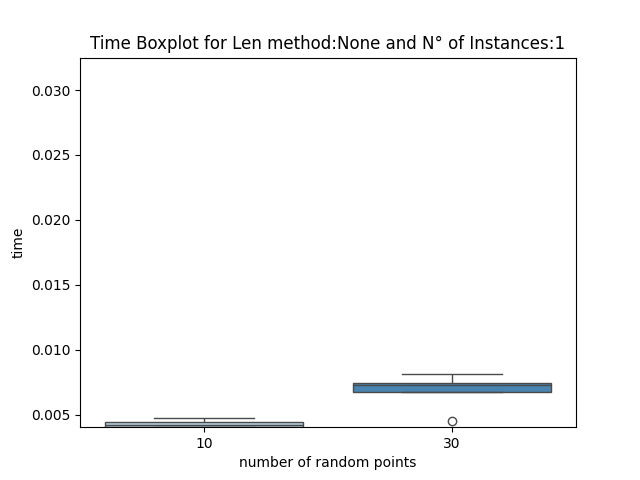 Time Boxplot for Len method:None and N° of Instances:1
0.030
0.025
0.020
0.015
0.010
0.005
time
10 30
number of random points